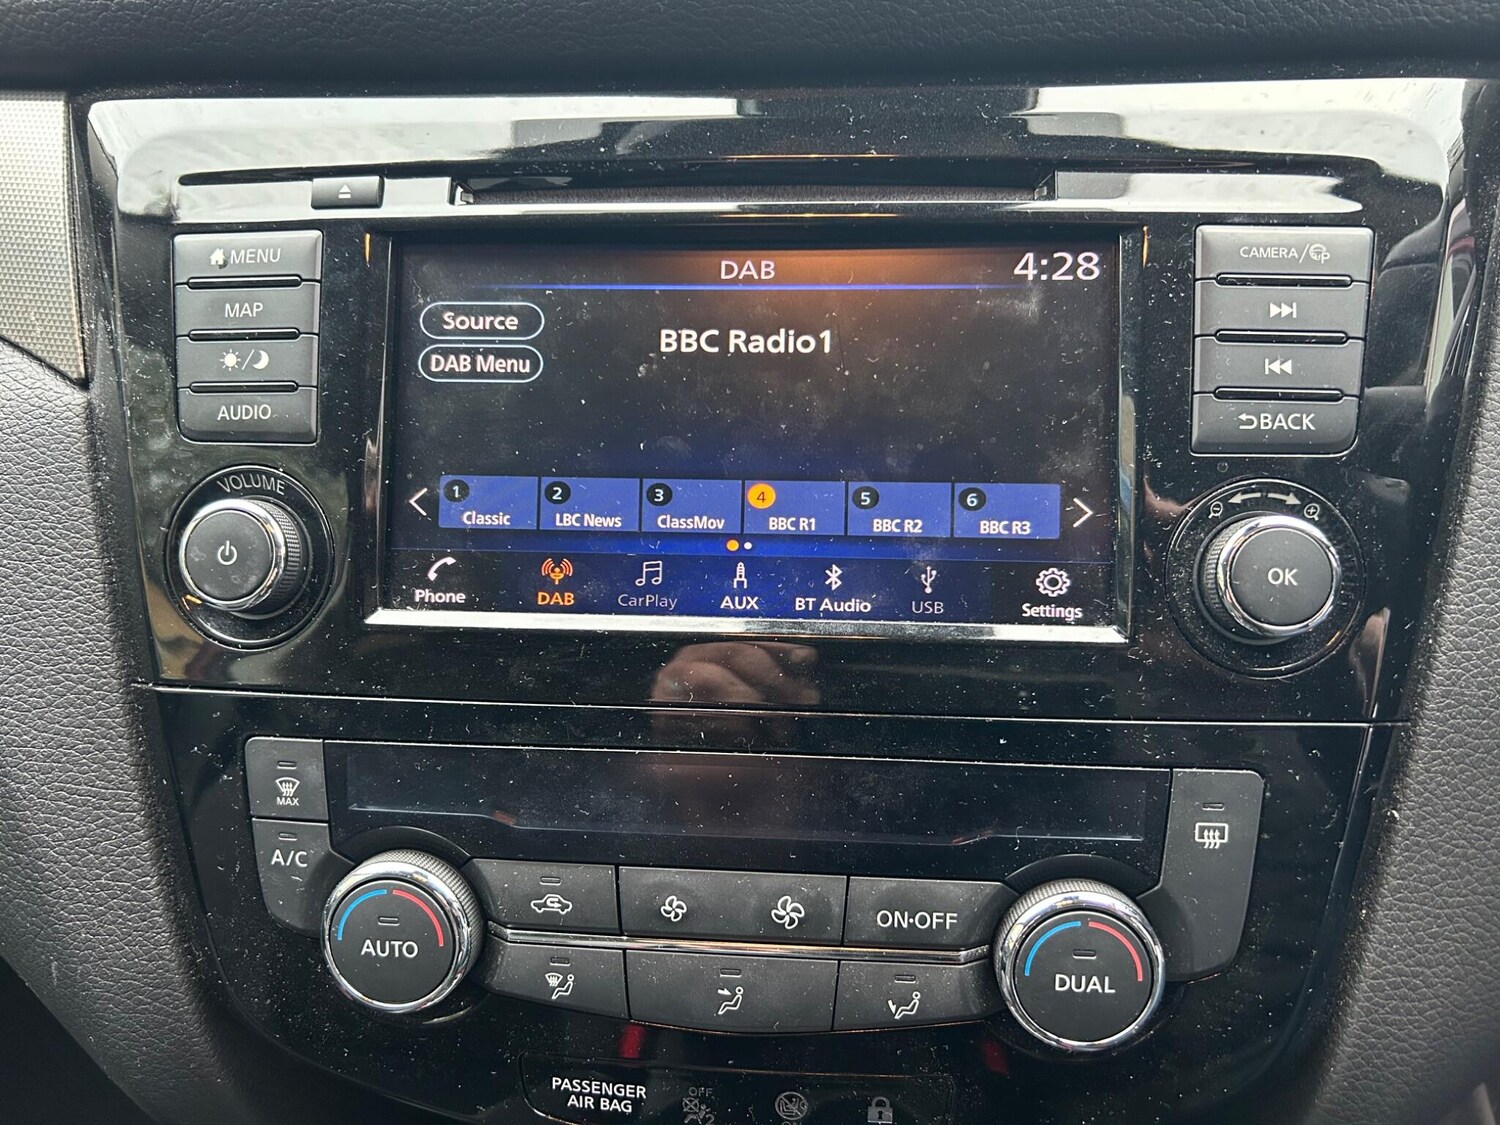 MENU
MAP
AUDIO
VOLUME
DAB
4:28
Source
DAB Menu
BBC Radio1
1 Classic
2 LBC News
3 ClassMov
4 BBC R1
5 BBC R2
6 BBC R3
Phone
DAB
CarPlay
AUX
BT Audio
USB
Settings
CAMERA/
BACK
OK
MAX
A/C
AUTO
ON·OFF
DUAL
PASSENGER
AIR BAG
OFF